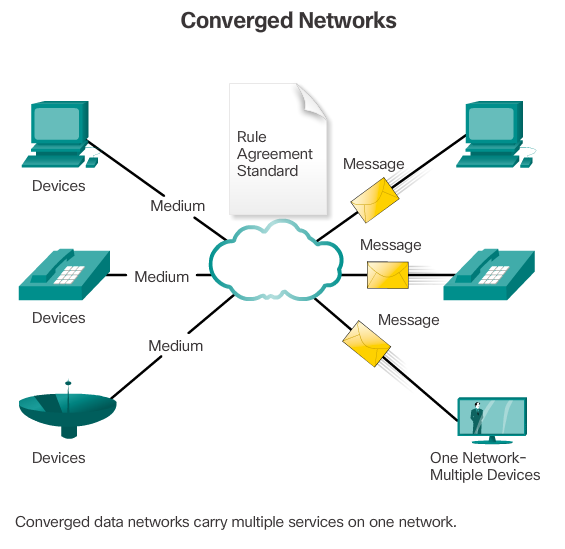 Converged Networks
Rule
Agreement
Standard
Message
Devices
Medium
Message
Medium
Devices
Message
Medium
Devices
One Network–
Multiple Devices
Converged data networks carry multiple services on one network.